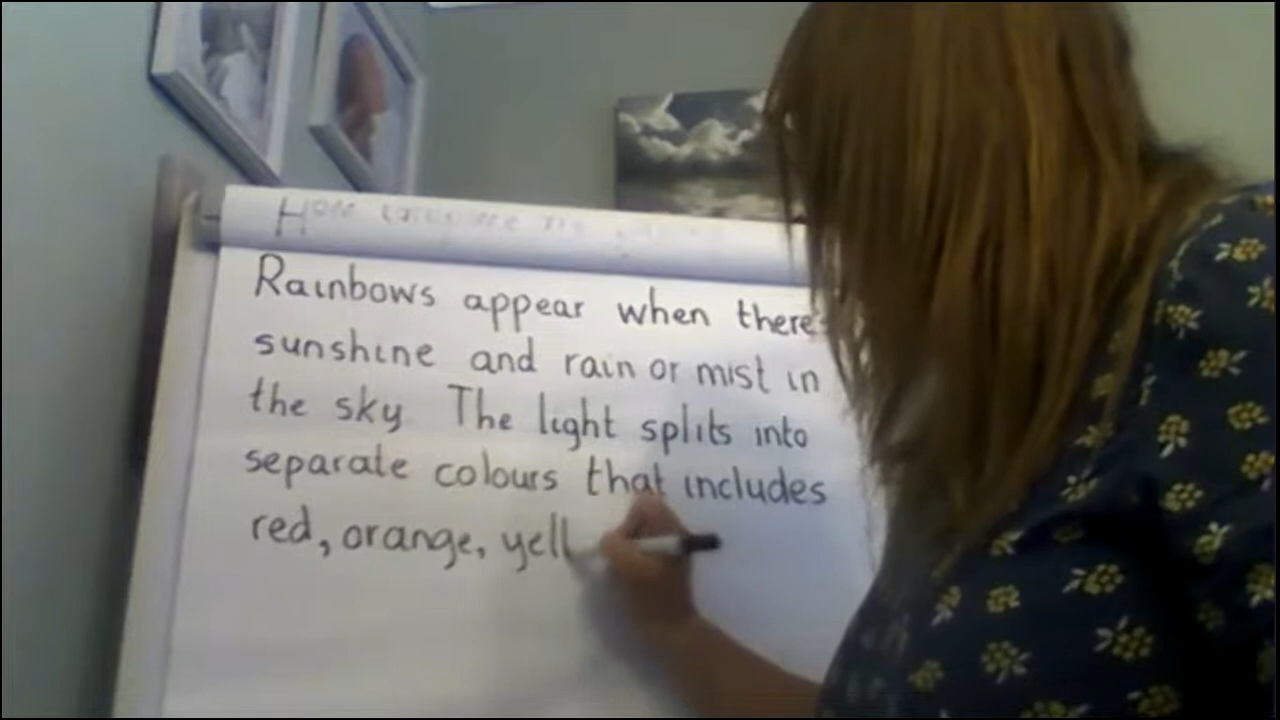 Rainbows appear when there
sunshine and rain or mist in
the sky The light splits into
separate colours that includes
red, orange, yell